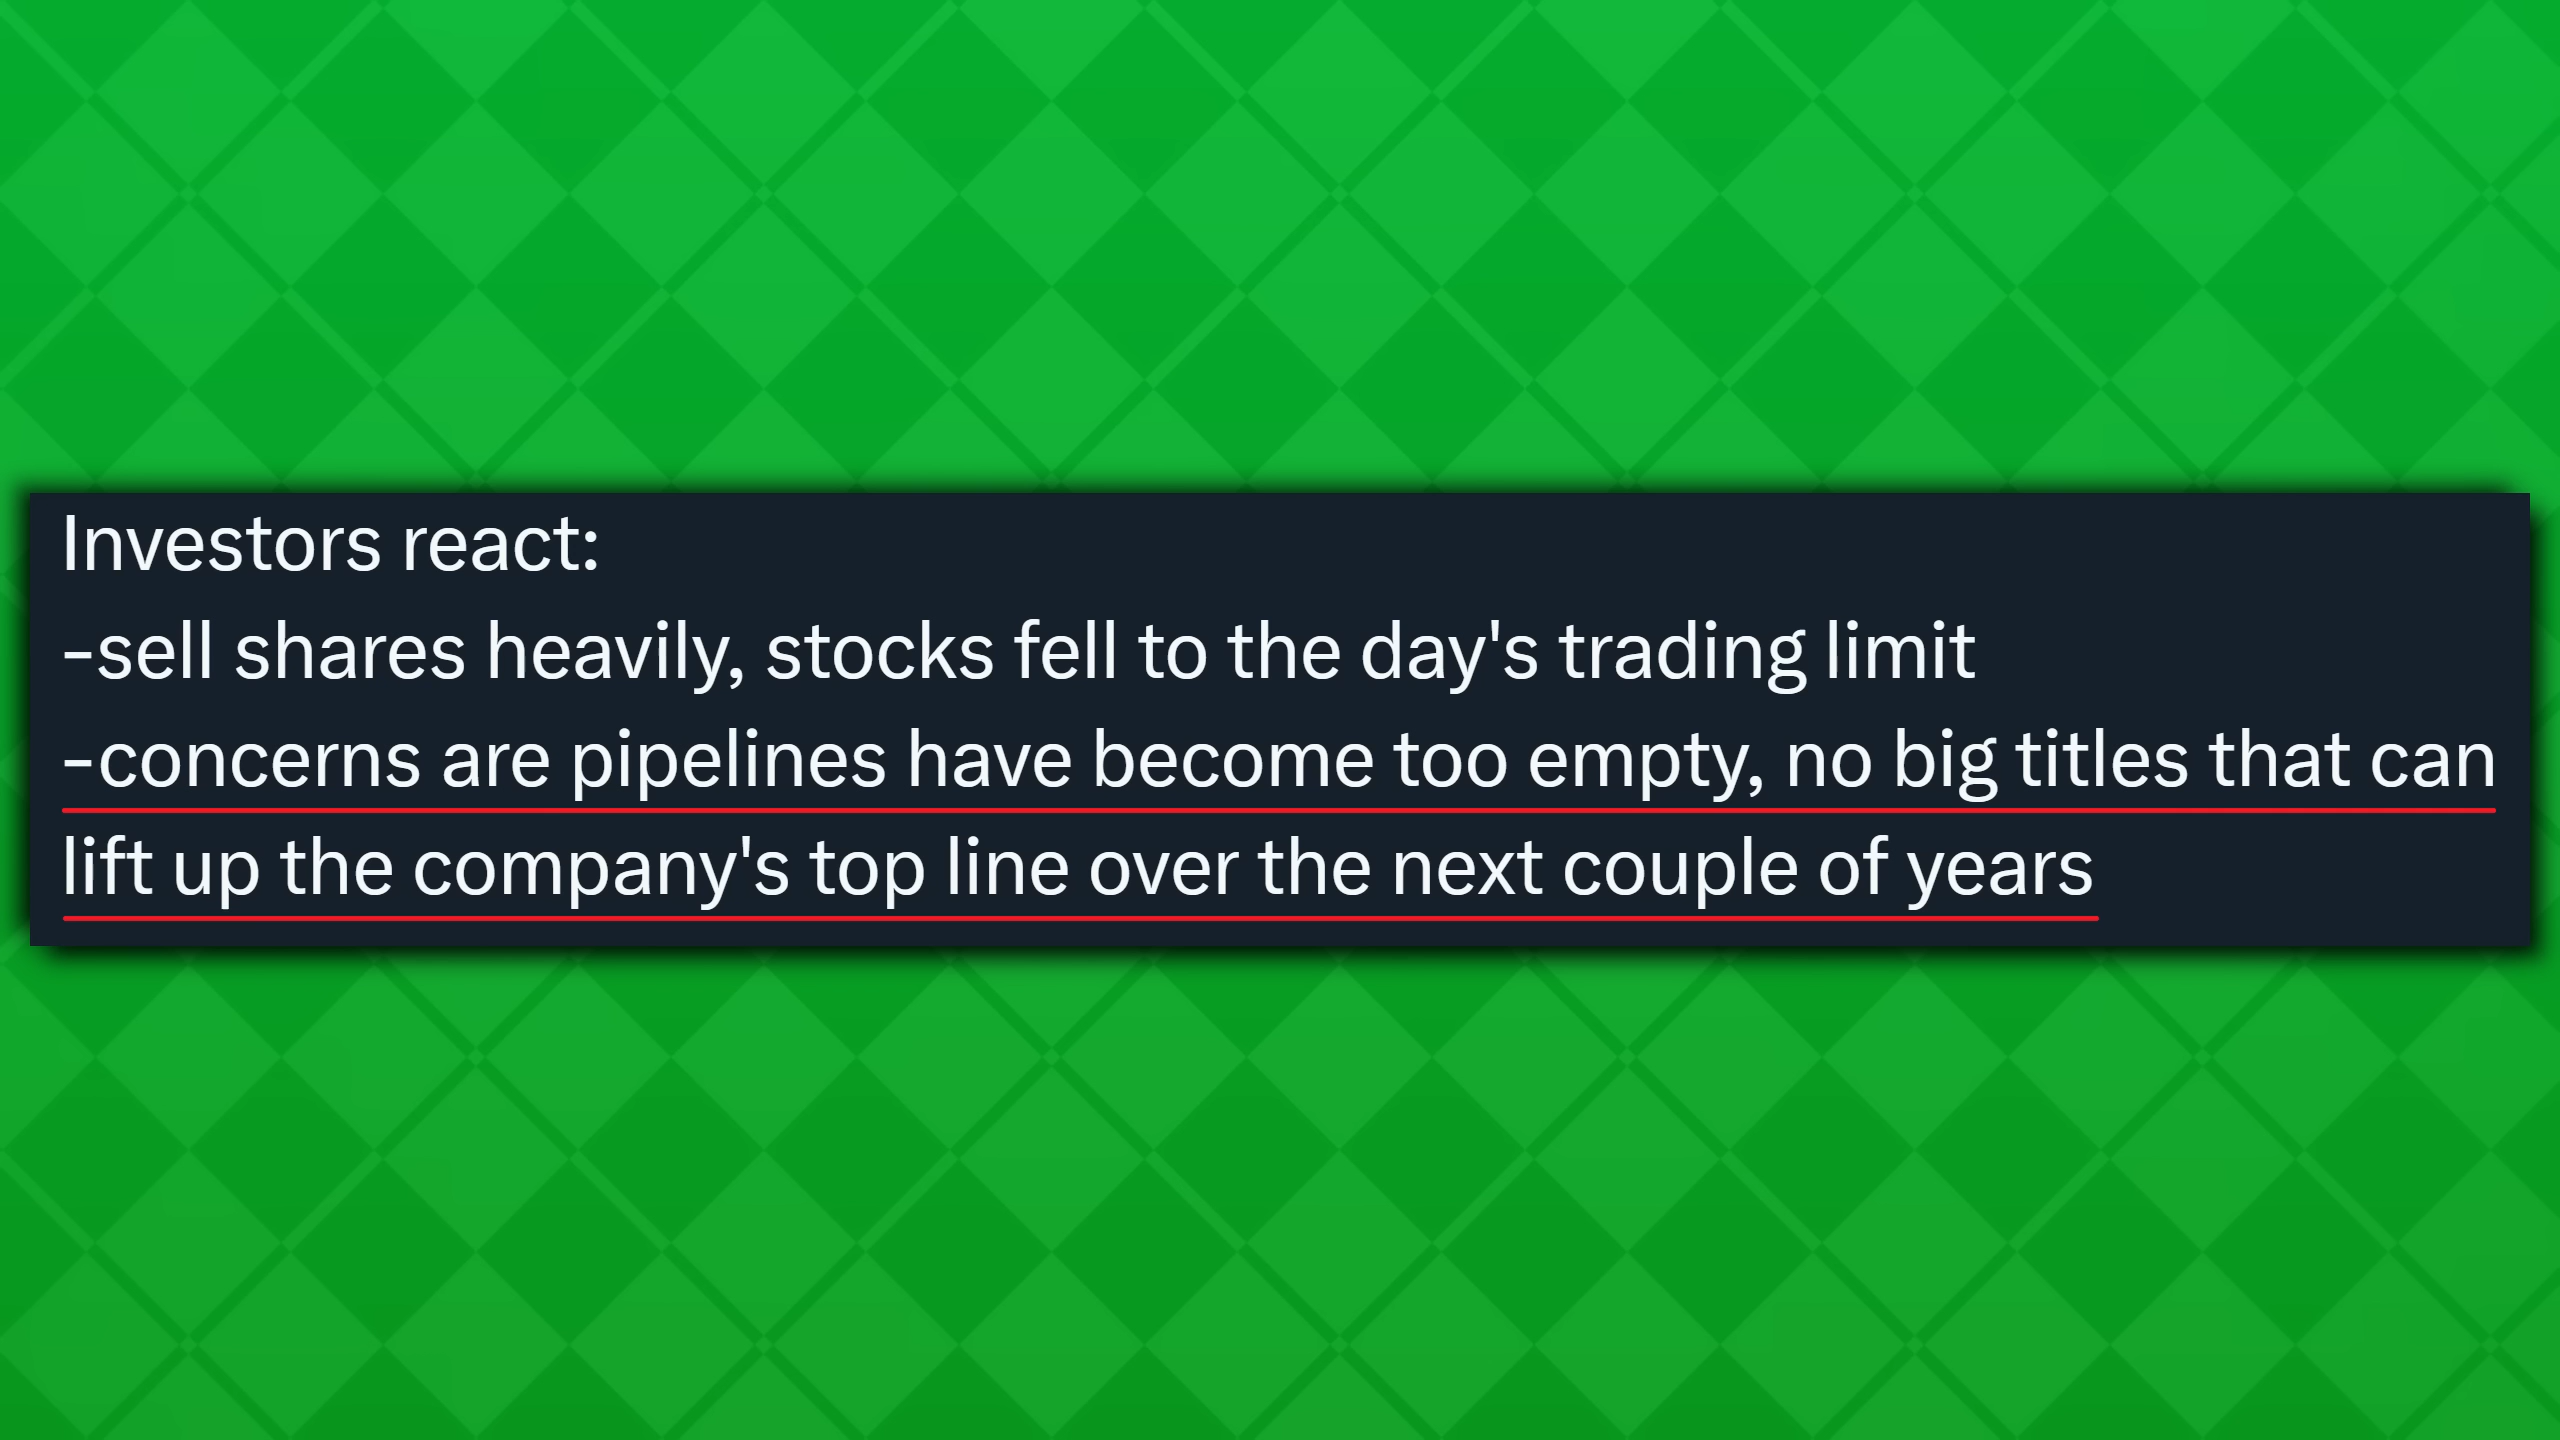 Investors react:
-sell shares heavily, stocks fell to the day's trading limit
-concerns are pipelines have become too empty, no big titles that can
lift up the company's top line over the next couple of years